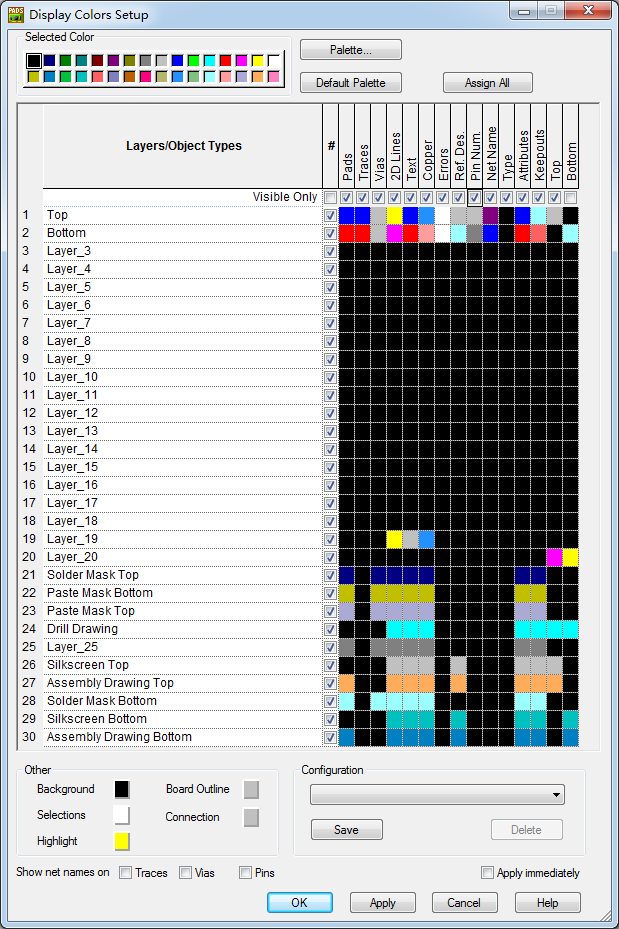 PADS
Display Colors Setup
Selected Color
Palette...
Default Palette
Assign All
Layers/Object Types
#
Pads
Traces
Vias
2D Lines
Text
Copper
Errors
Ref. Des.
Pin Num.
Net Name
Type
Attributes
Keepouts
Top
Bottom
Visible Only
1 Top
2 Bottom
3 Layer_3
4 Layer_4
5 Layer_5
6 Layer_6
7 Layer_7
8 Layer_8
9 Layer_9
10 Layer_10
11 Layer_11
12 Layer_12
13 Layer_13
14 Layer_14
15 Layer_15
16 Layer_16
17 Layer_17
18 Layer_18
19 Layer_19
20 Layer_20
21 Solder Mask Top
22 Paste Mask Bottom
23 Paste Mask Top
24 Drill Drawing
25 Layer_25
26 Silkscreen Top
27 Assembly Drawing Top
28 Solder Mask Bottom
29 Silkscreen Bottom
30 Assembly Drawing Bottom
Other
Background
Board Outline
Selections
Connection
Highlight
Configuration
Save
Delete
Show net names on
Traces
Vias
Pins
Apply immediately
OK
Apply
Cancel
Help